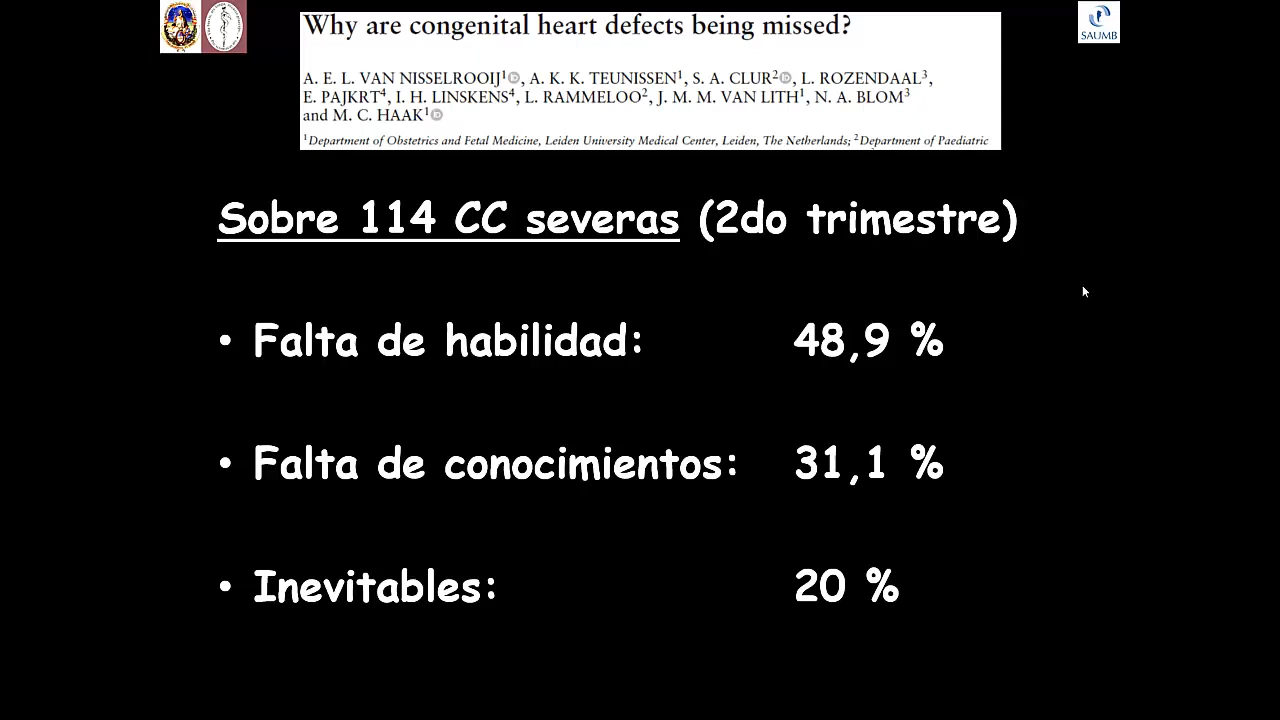 Why are congenital heart defects being missed?
A. E. L. VAN NISSELROOIJ¹, A. K. K. TEUNISSEN¹, S. A. CLUR², L. ROZENDAAL³,
E. PAJKRT⁴, I. H. LINSKENS⁴, L. RAMMELOO², J. M. M. VAN LITH¹, N. A. BLOM³
and M. C. HAAK¹
¹Department of Obstetrics and Fetal Medicine, Leiden University Medical Center, Leiden, The Netherlands; ²Department of Paediatric
SAUMB
Sobre 114 CC severas (2do trimestre)
• Falta de habilidad: 48,9 %
• Falta de conocimientos: 31,1 %
• Inevitables: 20 %